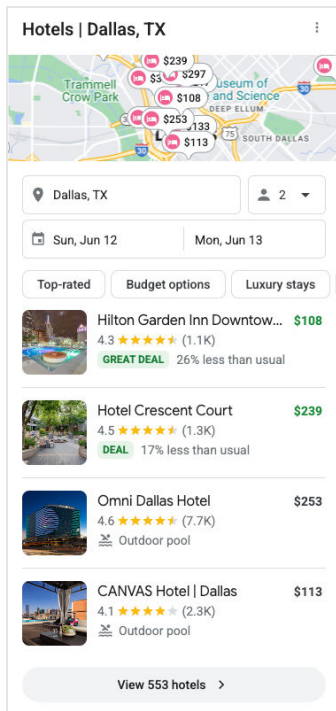 Hotels | Dallas, TX
$239
$297
Trammell
Crow Park
useum of
and Science
$108
DEEP ELLUM
30
$253
133
75
SOUTH DALLAS
$113
30
Dallas, TX
2
Sun, Jun 12
Mon, Jun 13
Top-rated
Budget options
Luxury stays
Hilton Garden Inn Downtow... $108
4.3 (1.1K)
GREAT DEAL 26% less than usual
Hotel Crescent Court $239
4.5 (1.3K)
DEAL 17% less than usual
Omni Dallas Hotel $253
4.6 (7.7K)
Outdoor pool
CANVAS Hotel | Dallas $113
4.1 (2.3K)
Outdoor pool
View 553 hotels